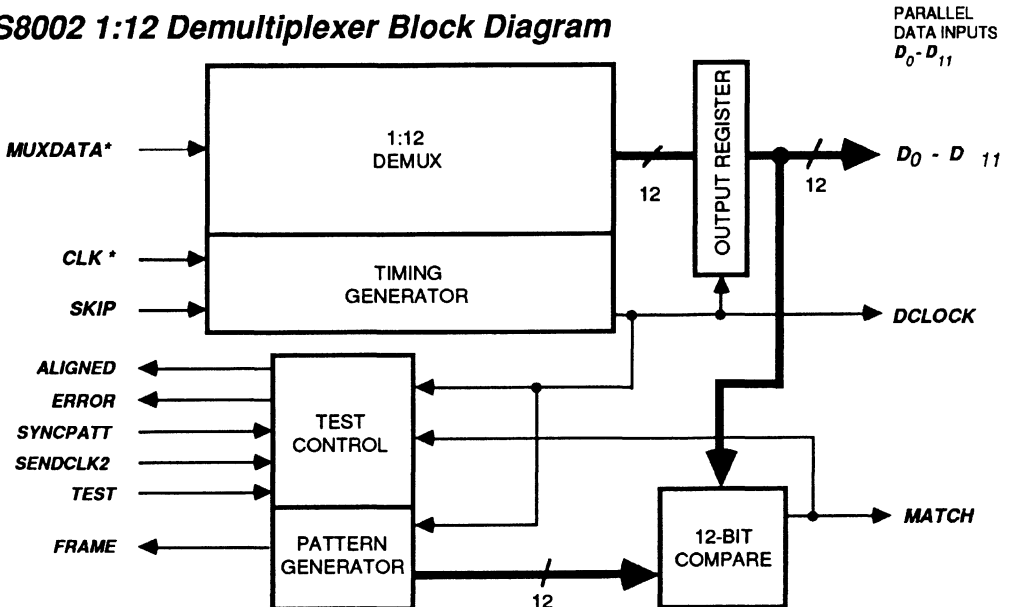 S8002 1:12 Demultiplexer Block Diagram
PARALLEL
DATA INPUTS
D0-D11
MUXDATA*
1:12
DEMUX
12
OUTPUT REGISTER
12
D0 - D 11
CLK *
SKIP
TIMING
GENERATOR
DCLOCK
ALIGNED
ERROR
SYNCPATT
SENDCLK2
TEST
TEST
CONTROL
FRAME
PATTERN
GENERATOR
12
12-BIT
COMPARE
MATCH